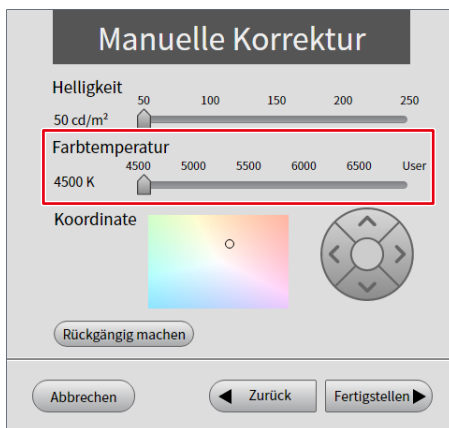 Manuelle Korrektur
Helligkeit
50 100 150 200 250
50 cd/m²
Farbtemperatur
4500 5000 5500 6000 6500 User
4500 K
Koordinate
Rückgängig machen
Abbrechen Zurück Fertigstellen